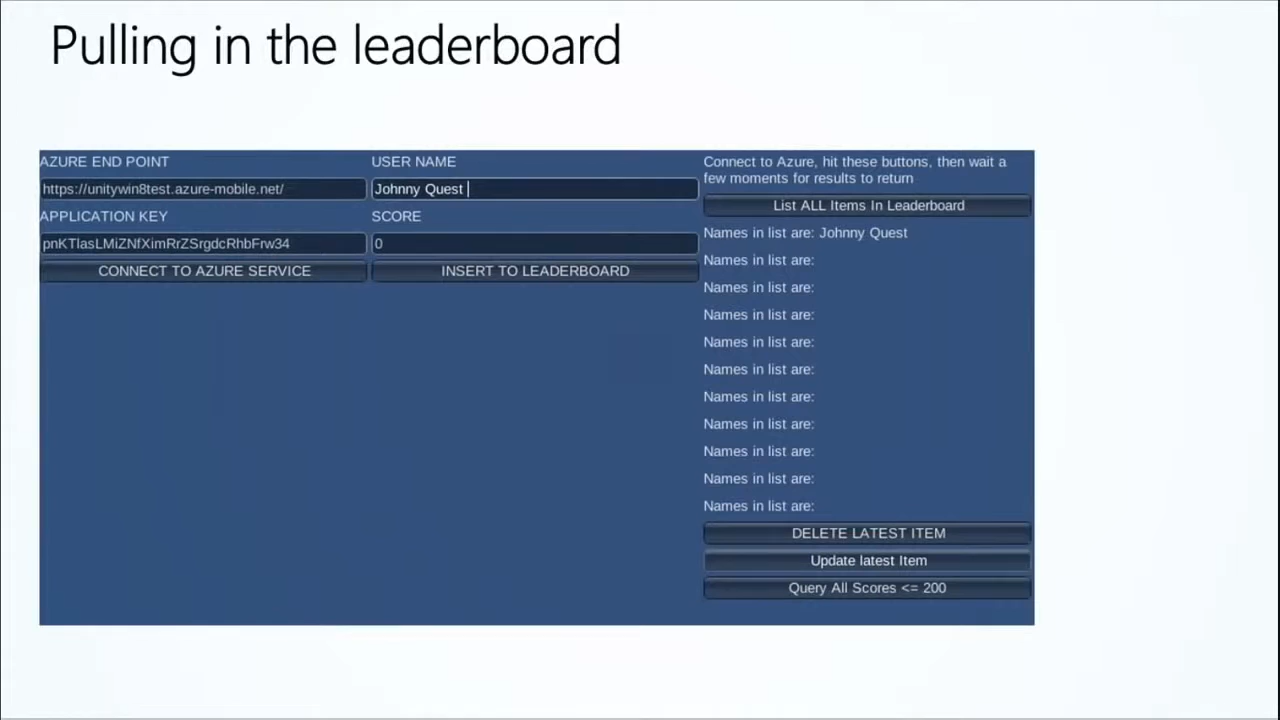 Pulling in the leaderboard
AZURE END POINT
https://unitywin8test.azure-mobile.net/
APPLICATION KEY
pnKTlasLMiZNfXimRrZSrgdcRhbFrw34
CONNECT TO AZURE SERVICE
USER NAME
Johnny Quest
SCORE
0
INSERT TO LEADERBOARD
Connect to Azure, hit these buttons, then wait a
few moments for results to return
List ALL Items In Leaderboard
Names in list are: Johnny Quest
Names in list are:
Names in list are:
Names in list are:
Names in list are:
Names in list are:
Names in list are:
Names in list are:
Names in list are:
Names in list are:
Names in list are:
DELETE LATEST ITEM
Update latest Item
Query All Scores <= 200